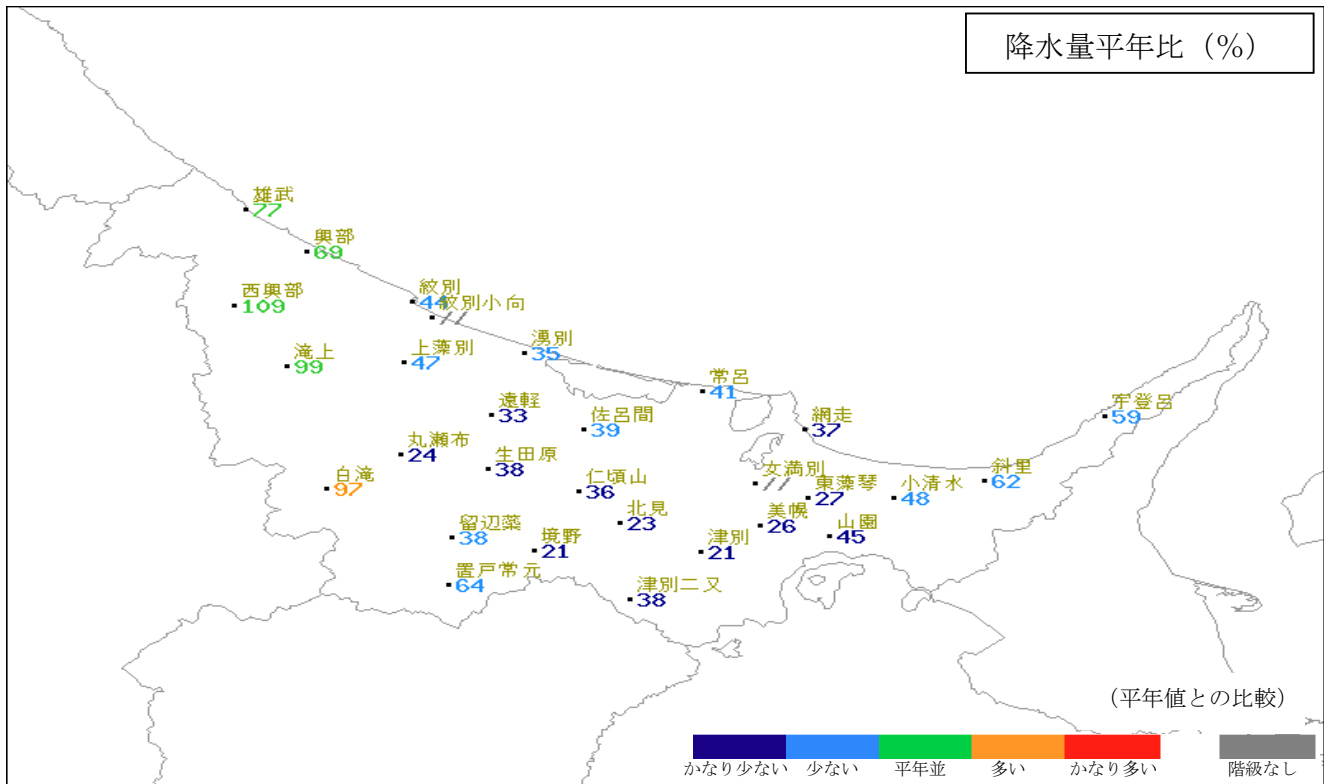 降水量平年比（%）
雄武
77
興部
69
西興部
109
紋別
44
紋別小向
//
滝上
99
上藻別
47
湧別
35
常呂
41
遠軽
33
佐呂間
39
網走
37
宇登呂
59
丸瀬布
24
生田原
38
白滝
97
仁頃山
36
女満別
//
東藻琴
27
小清水
48
斜里
62
北見
23
美幌
26
山園
45
留辺蘂
38
境野
21
津別
21
置戸常元
64
津別二又
38
（平年値との比較）
かなり少ない 少ない 平年並 多い かなり多い 階級なし